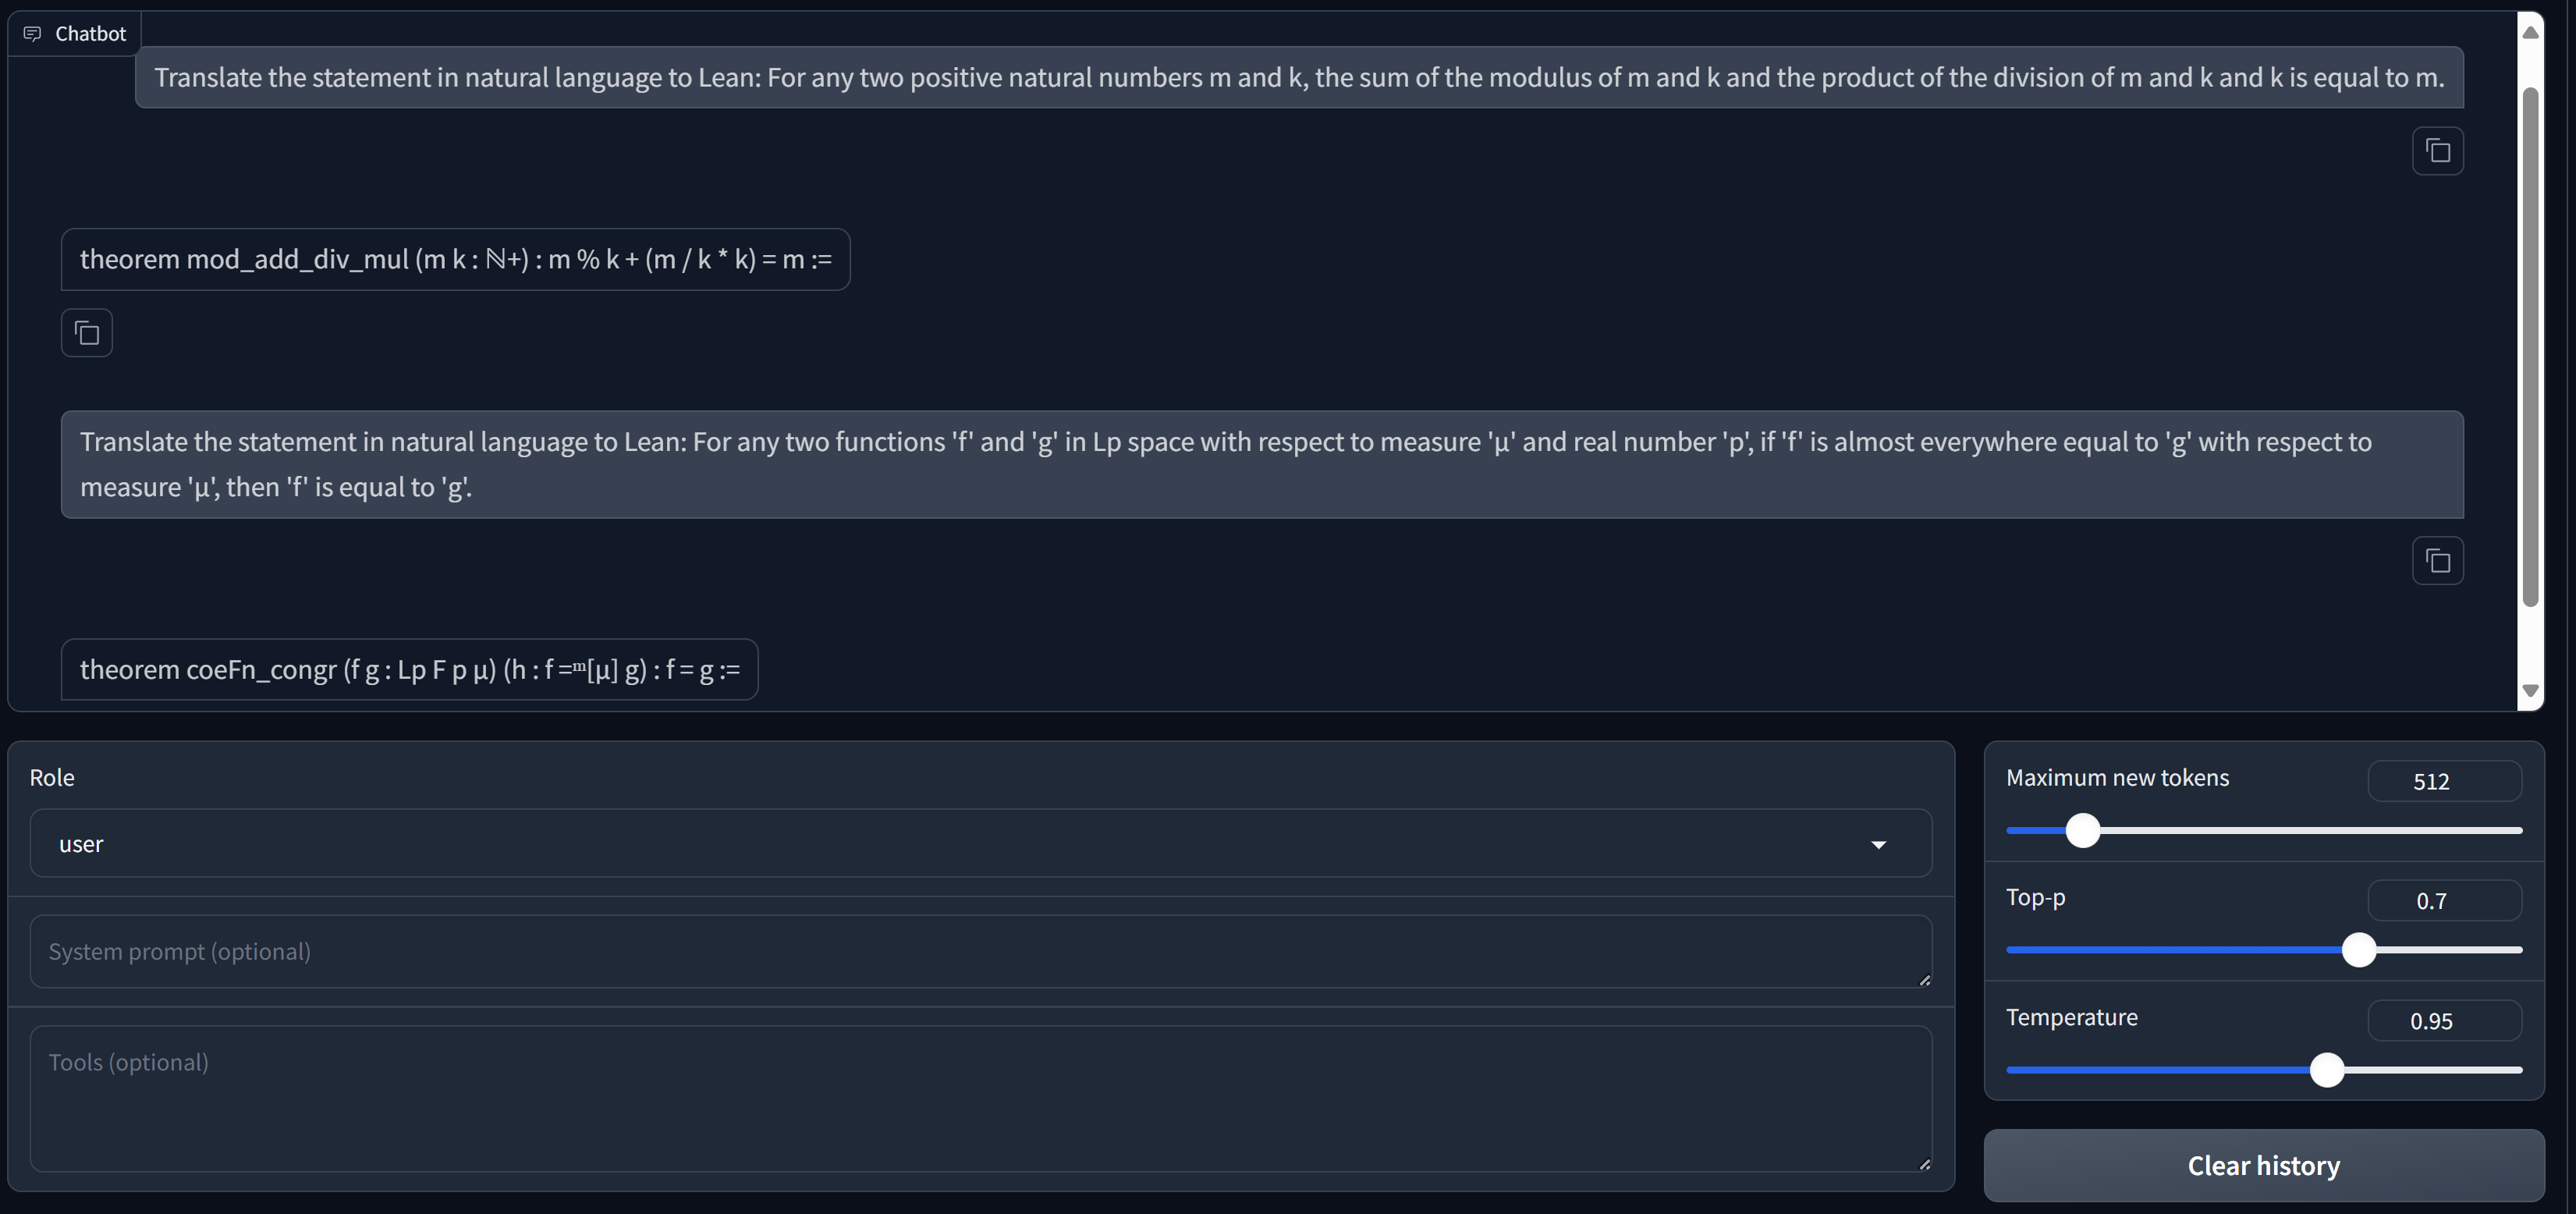 Chatbot
Translate the statement in natural language to Lean: For any two positive natural numbers m and k, the sum of the modulus of m and k and the product of the division of m and k and k is equal to m.
theorem mod_add_div_mul (m k : ℕ+) : m % k + (m / k * k) = m :=
Translate the statement in natural language to Lean: For any two functions 'f' and 'g' in Lp space with respect to measure 'μ' and real number 'p', if 'f' is almost everywhere equal to 'g' with respect to
measure 'μ', then 'f' is equal to 'g'.
theorem coeFn_congr (f g : Lp F p μ) (h : f =ᵐ[μ] g) : f = g :=
Role
user
System prompt (optional)
Tools (optional)
Maximum new tokens
512
Top-p
0.7
Temperature
0.95
Clear history